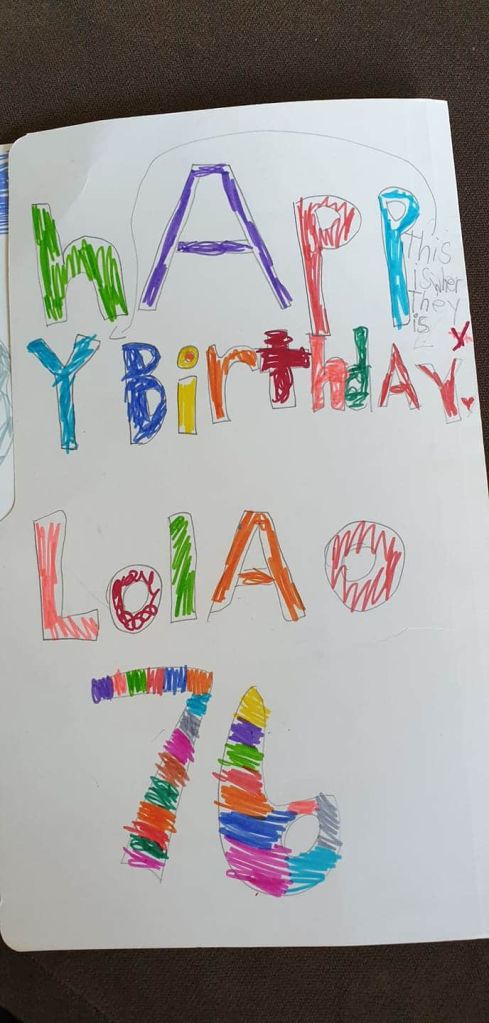 hAPP
this
is wher
they
is
Y BirthdAY
LolA O
76